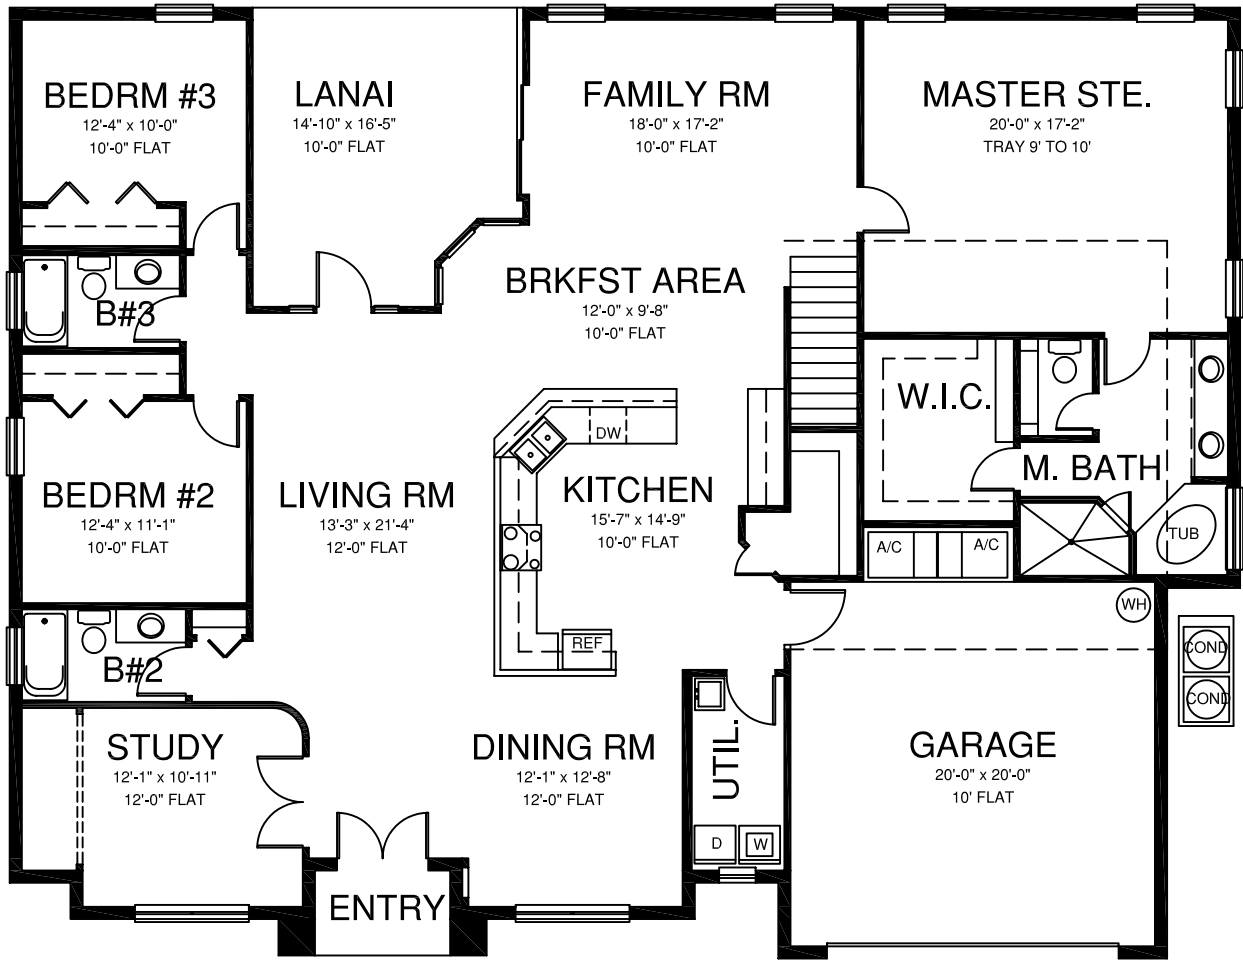 BEDRM #3
12'-4" x 10'-0"
10'-0" FLAT
LANAI
14'-10" x 16'-5"
10'-0" FLAT
FAMILY RM
18'-0" x 17'-2"
10'-0" FLAT
MASTER STE.
20'-0" x 17'-2"
TRAY 9' TO 10'
B#3
BRKFST AREA
12'-0" x 9'-8"
10'-0" FLAT
W.I.C.
DW
M. BATH
BEDRM #2
12'-4" x 11'-1"
10'-0" FLAT
LIVING RM
13'-3" x 21'-4"
12'-0" FLAT
KITCHEN
15'-7" x 14'-9"
10'-0" FLAT
A/C
A/C
TUB
WH
REF
COND
COND
B#2
STUDY
12'-1" x 10'-11"
12'-0" FLAT
DINING RM
12'-1" x 12'-8"
12'-0" FLAT
UTIL.
D
W
GARAGE
20'-0" x 20'-0"
10' FLAT
ENTRY